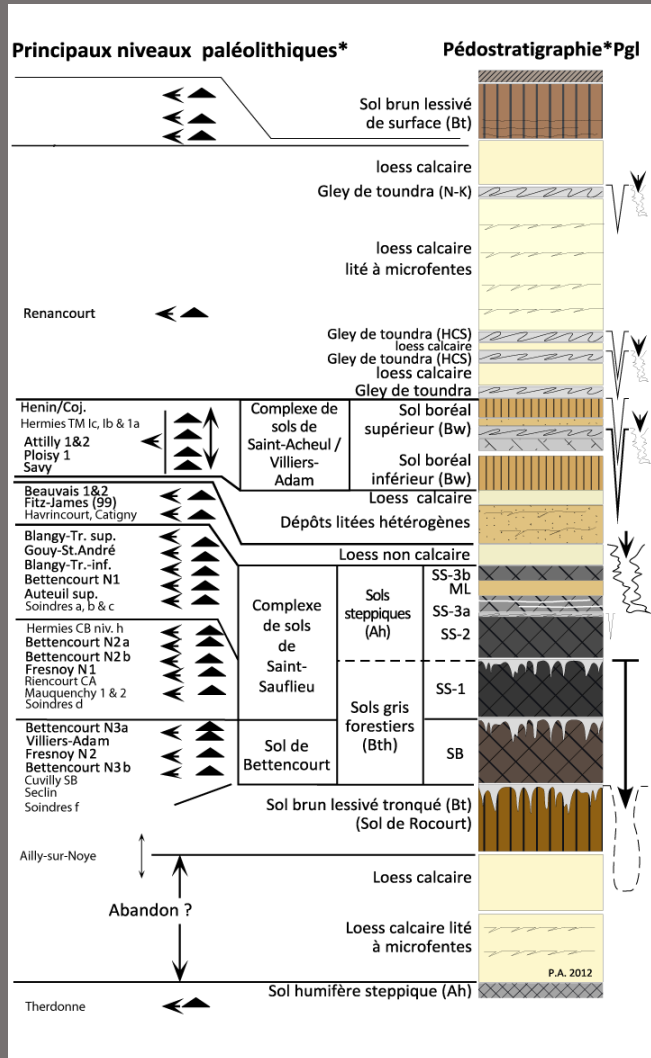 Principaux niveaux paléolithiques*
Pédostratigraphie*Pgl
Sol brun lessivé
de surface (Bt)
loess calcaire
Gley de toundra (N-K)
loess calcaire
lité à microfentes
Renancourt
Gley de toundra (HCS)
loess calcaire
Gley de toundra (HCS)
loess calcaire
Gley de toundra
Henin/Coj.
Hermies TM Ic, Ib & 1a
Attilly 1&2
Ploisy 1
Savy
Complexe de
sols de
Saint-Acheul /
Villiers-
Adam
Sol boréal
supérieur (Bw)
Sol boréal
inférieur (Bw)
Loess calcaire
Beauvais 1&2
Fitz-James (99)
Havrincourt, Catigny
Dépôts litées hétérogènes
Loess non calcaire
Blangy-Tr. sup.
Gouy-St.André
Blangy-Tr.-inf.
Bettencourt N1
Auteuil sup.
Soindres a, b & c
Hermies CB niv. h
Bettencourt N2a
Bettencourt N2b
Fresnoy N1
Riencourt CA
Mauquenchy 1 & 2
Soindres d
Complexe
de sols
de
Saint-
Sauflieu
Sols
steppiques
(Ah)
SS-3b
ML
SS-3a
SS-2
SS-1
Sols gris
forestiers
(Bth)
SB
Bettencourt N3a
Villiers-Adam
Fresnoy N2
Bettencourt N3b
Cuvilly SB
Seclin
Soindres f
Sol de
Bettencourt
Sol brun lessivé tronqué (Bt)
(Sol de Rocourt)
Ailly-sur-Noye
Loess calcaire
Abandon ?
Loess calcaire lité
à microfentes
P.A. 2012
Sol humifère steppique (Ah)
Therdonne